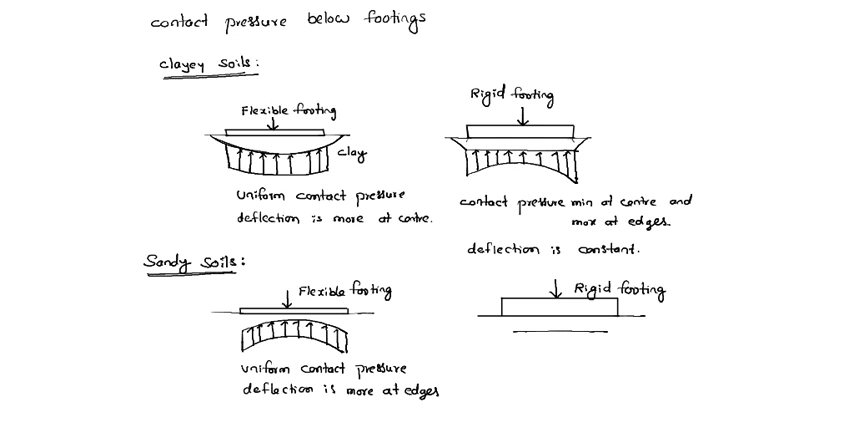 contact pressure below footings
clayey soils:
Flexible footing
clay
uniform contact pressure
deflection is more at centre.
Rigid footing
contact pressure min at centre and
max at edges.
deflection is constant.
Sandy soils:
Flexible footing
uniform contact pressure
deflection is more at edges
Rigid footing